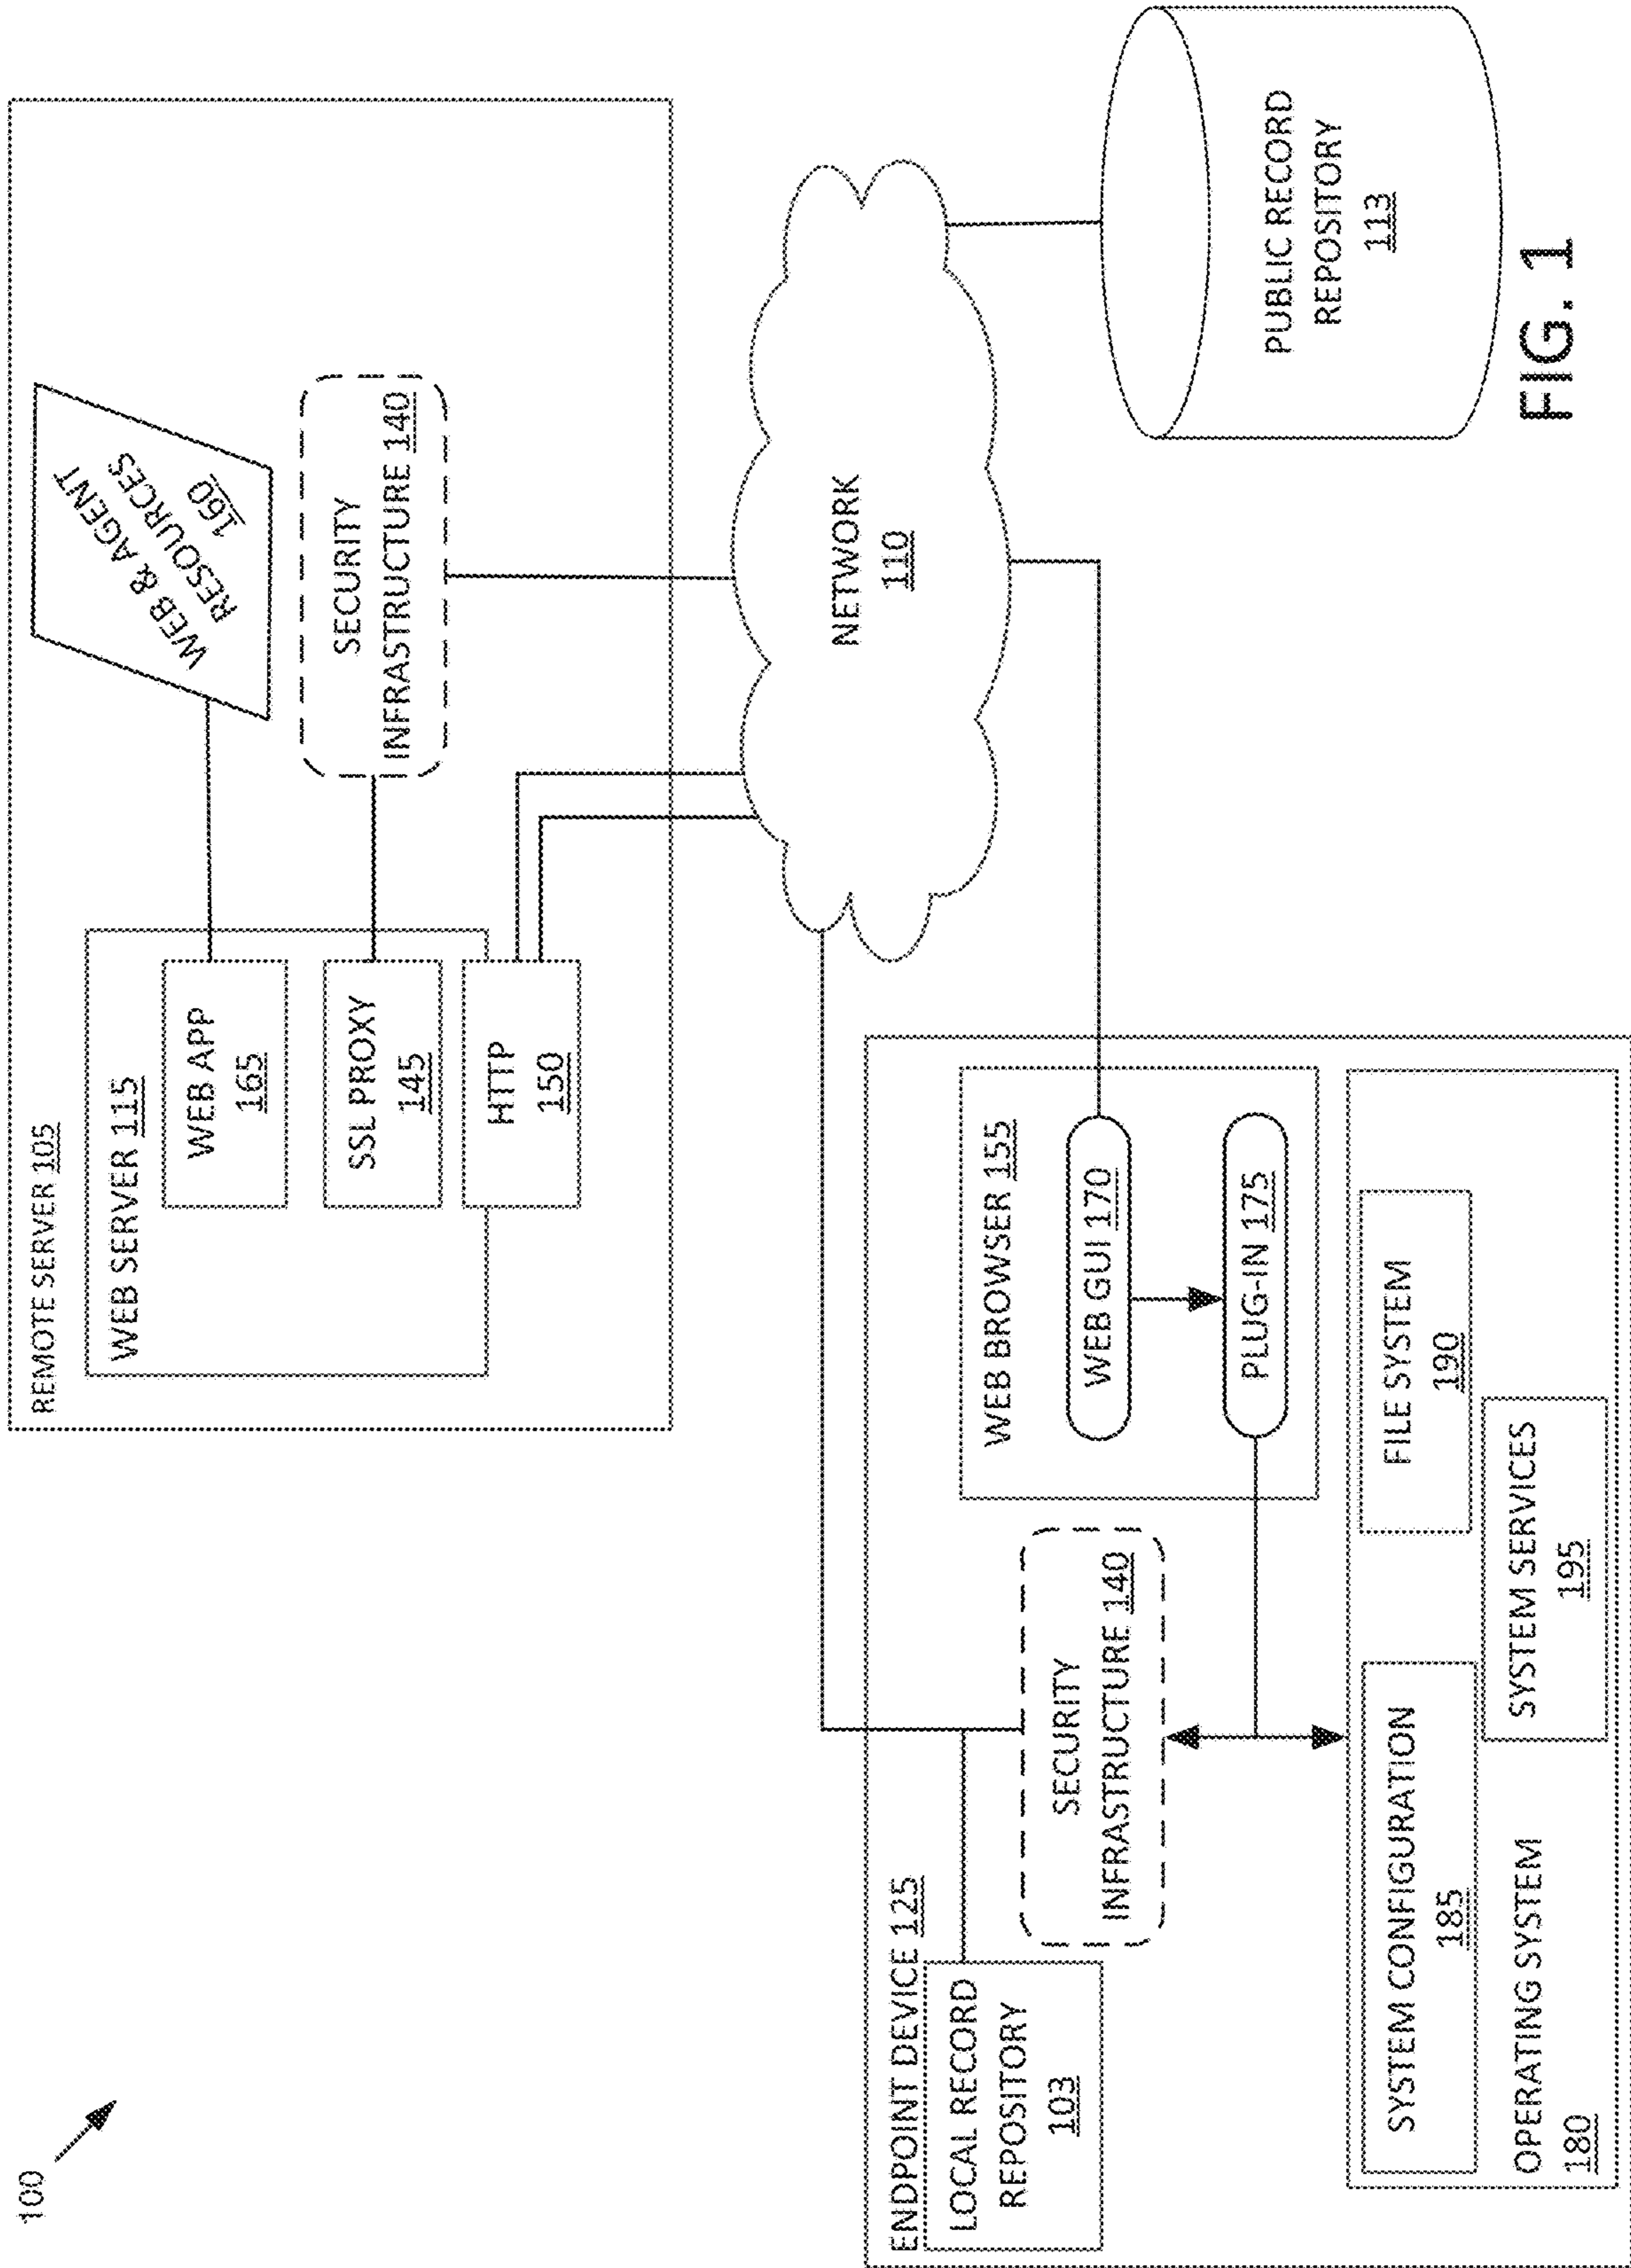 100
REMOTE SERVER 105
WEB SERVER 115
WEB APP
165
SSL PROXY
145
HTTP
150
WEB & AGENT
RESOURCES
160
SECURITY
INFRASTRUCTURE 140
NETWORK
110
PUBLIC RECORD
REPOSITORY
113
ENDPOINT DEVICE 125
LOCAL RECORD
REPOSITORY
103
SECURITY
INFRASTRUCTURE 140
WEB BROWSER 155
WEB GUI 170
PLUG-IN 175
SYSTEM CONFIGURATION
185
FILE SYSTEM
190
SYSTEM SERVICES
195
OPERATING SYSTEM
180
FIG. 1